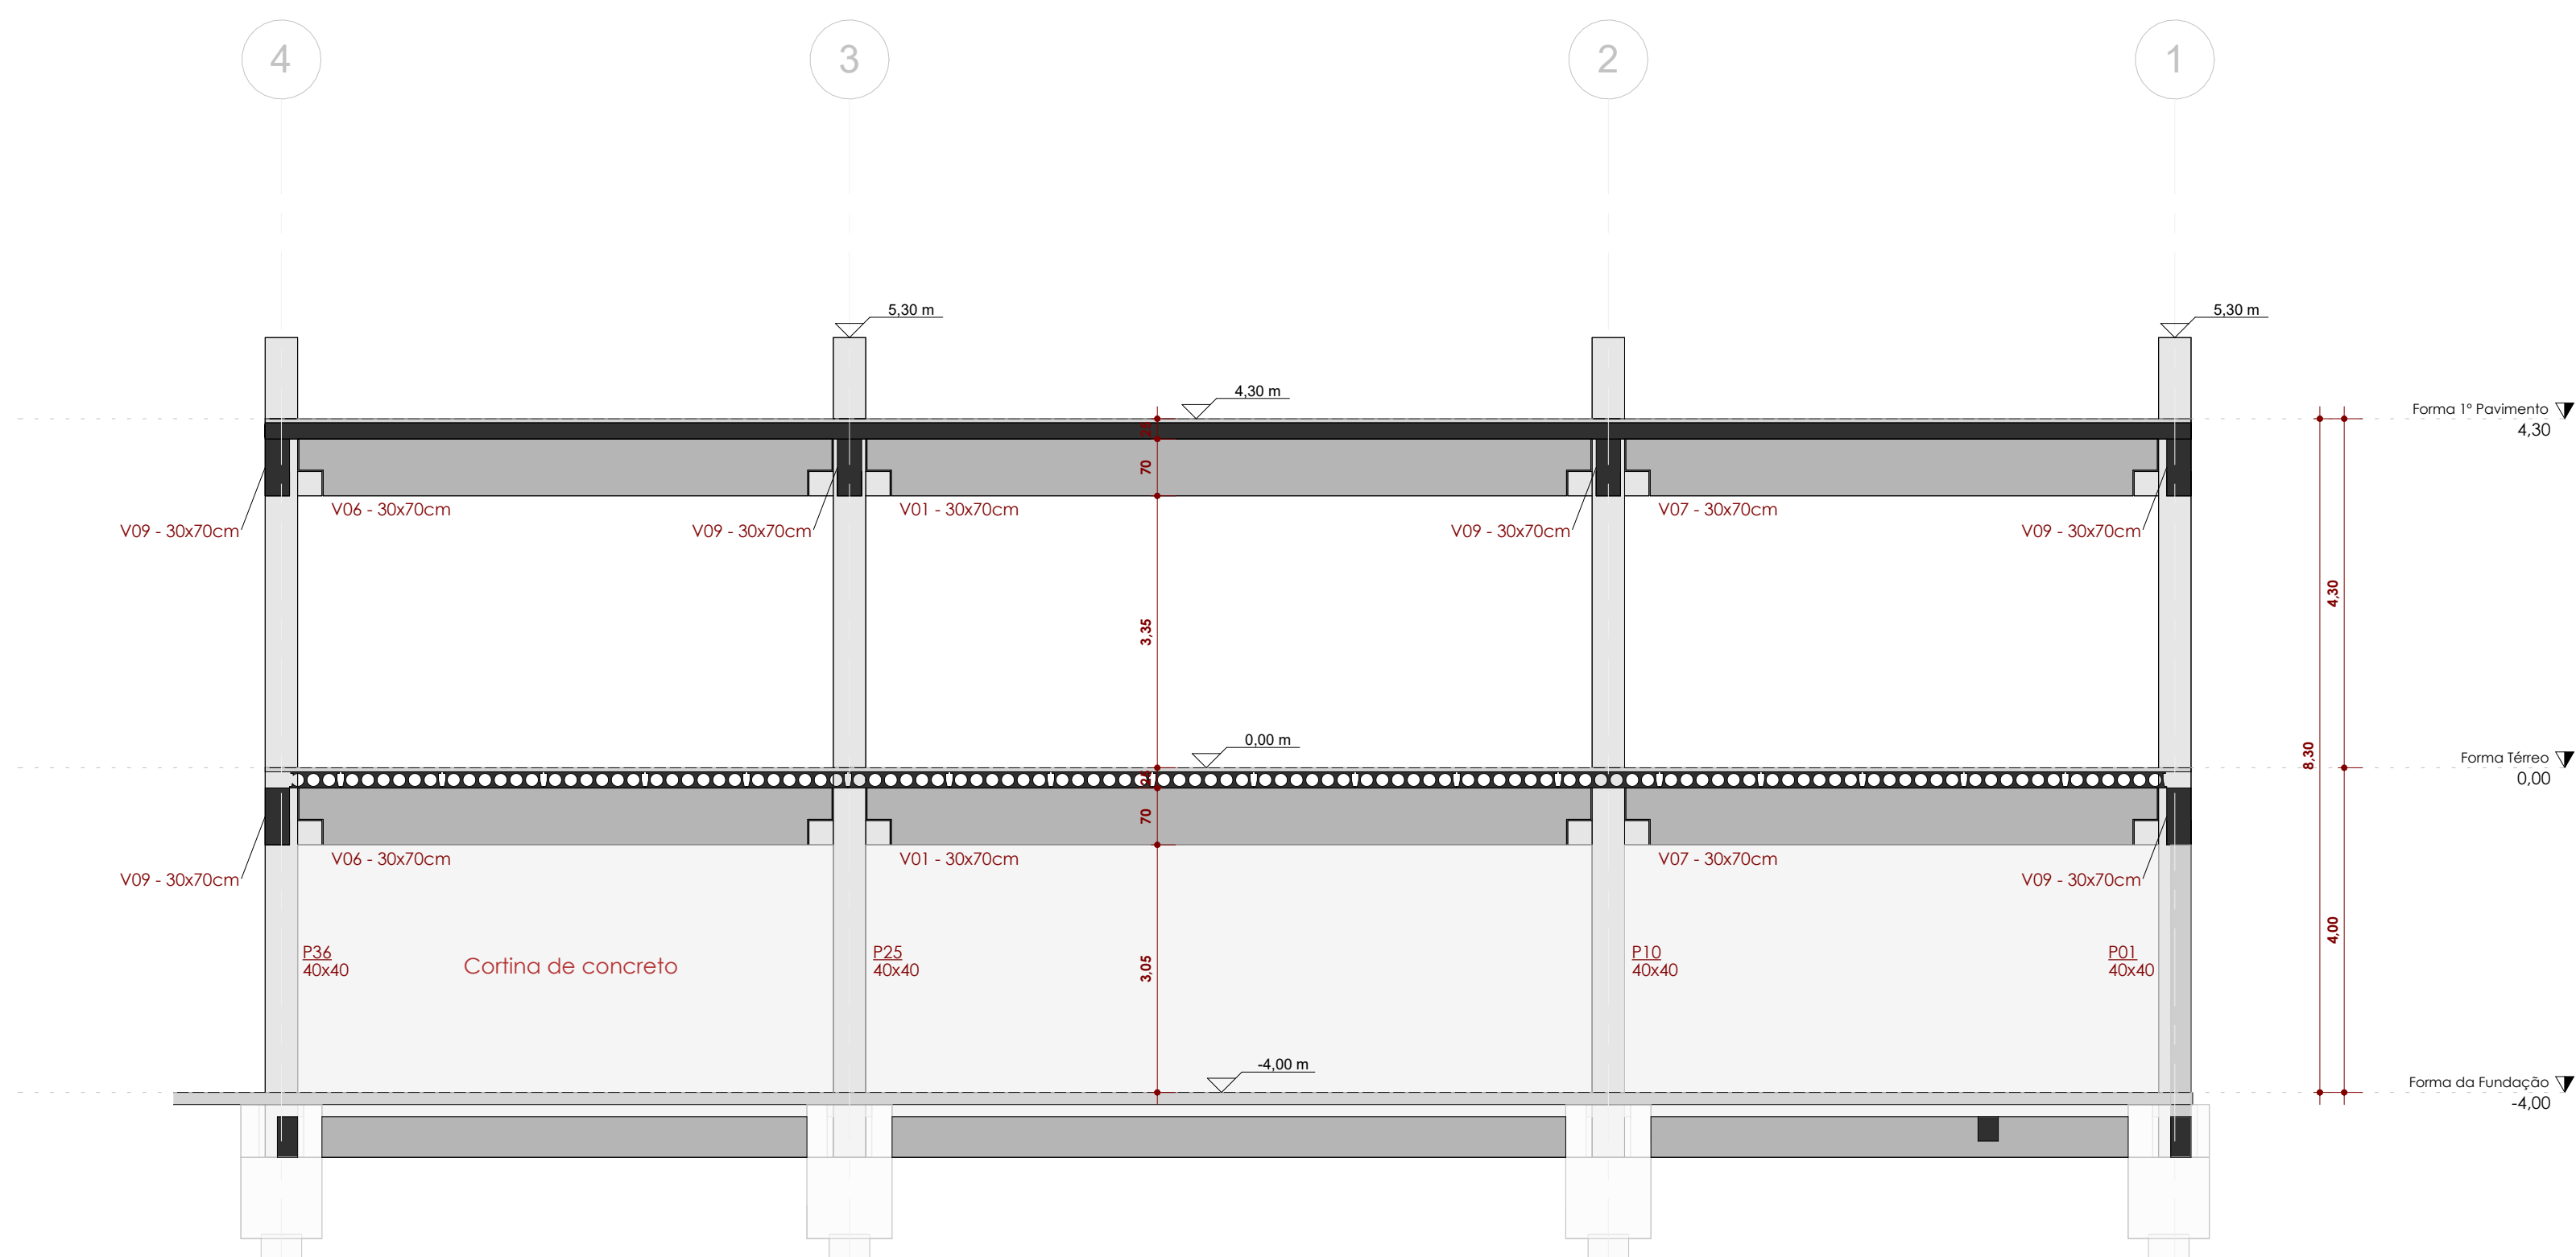 4
3
2
1
5,30 m
5,30 m
4,30 m
Forma 1º Pavimento
4,30
25
70
V06 - 30x70cm
V01 - 30x70cm
V07 - 30x70cm
V09 - 30x70cm
V09 - 30x70cm
V09 - 30x70cm
V09 - 30x70cm
4,30
3,35
0,00 m
8,30
Forma Térreo
0,00
25
70
V06 - 30x70cm
V01 - 30x70cm
V07 - 30x70cm
V09 - 30x70cm
V09 - 30x70cm
P36
40x40
Cortina de concreto
P25
40x40
3,05
P10
40x40
P01
40x40
4,00
-4,00 m
Forma da Fundação
-4,00